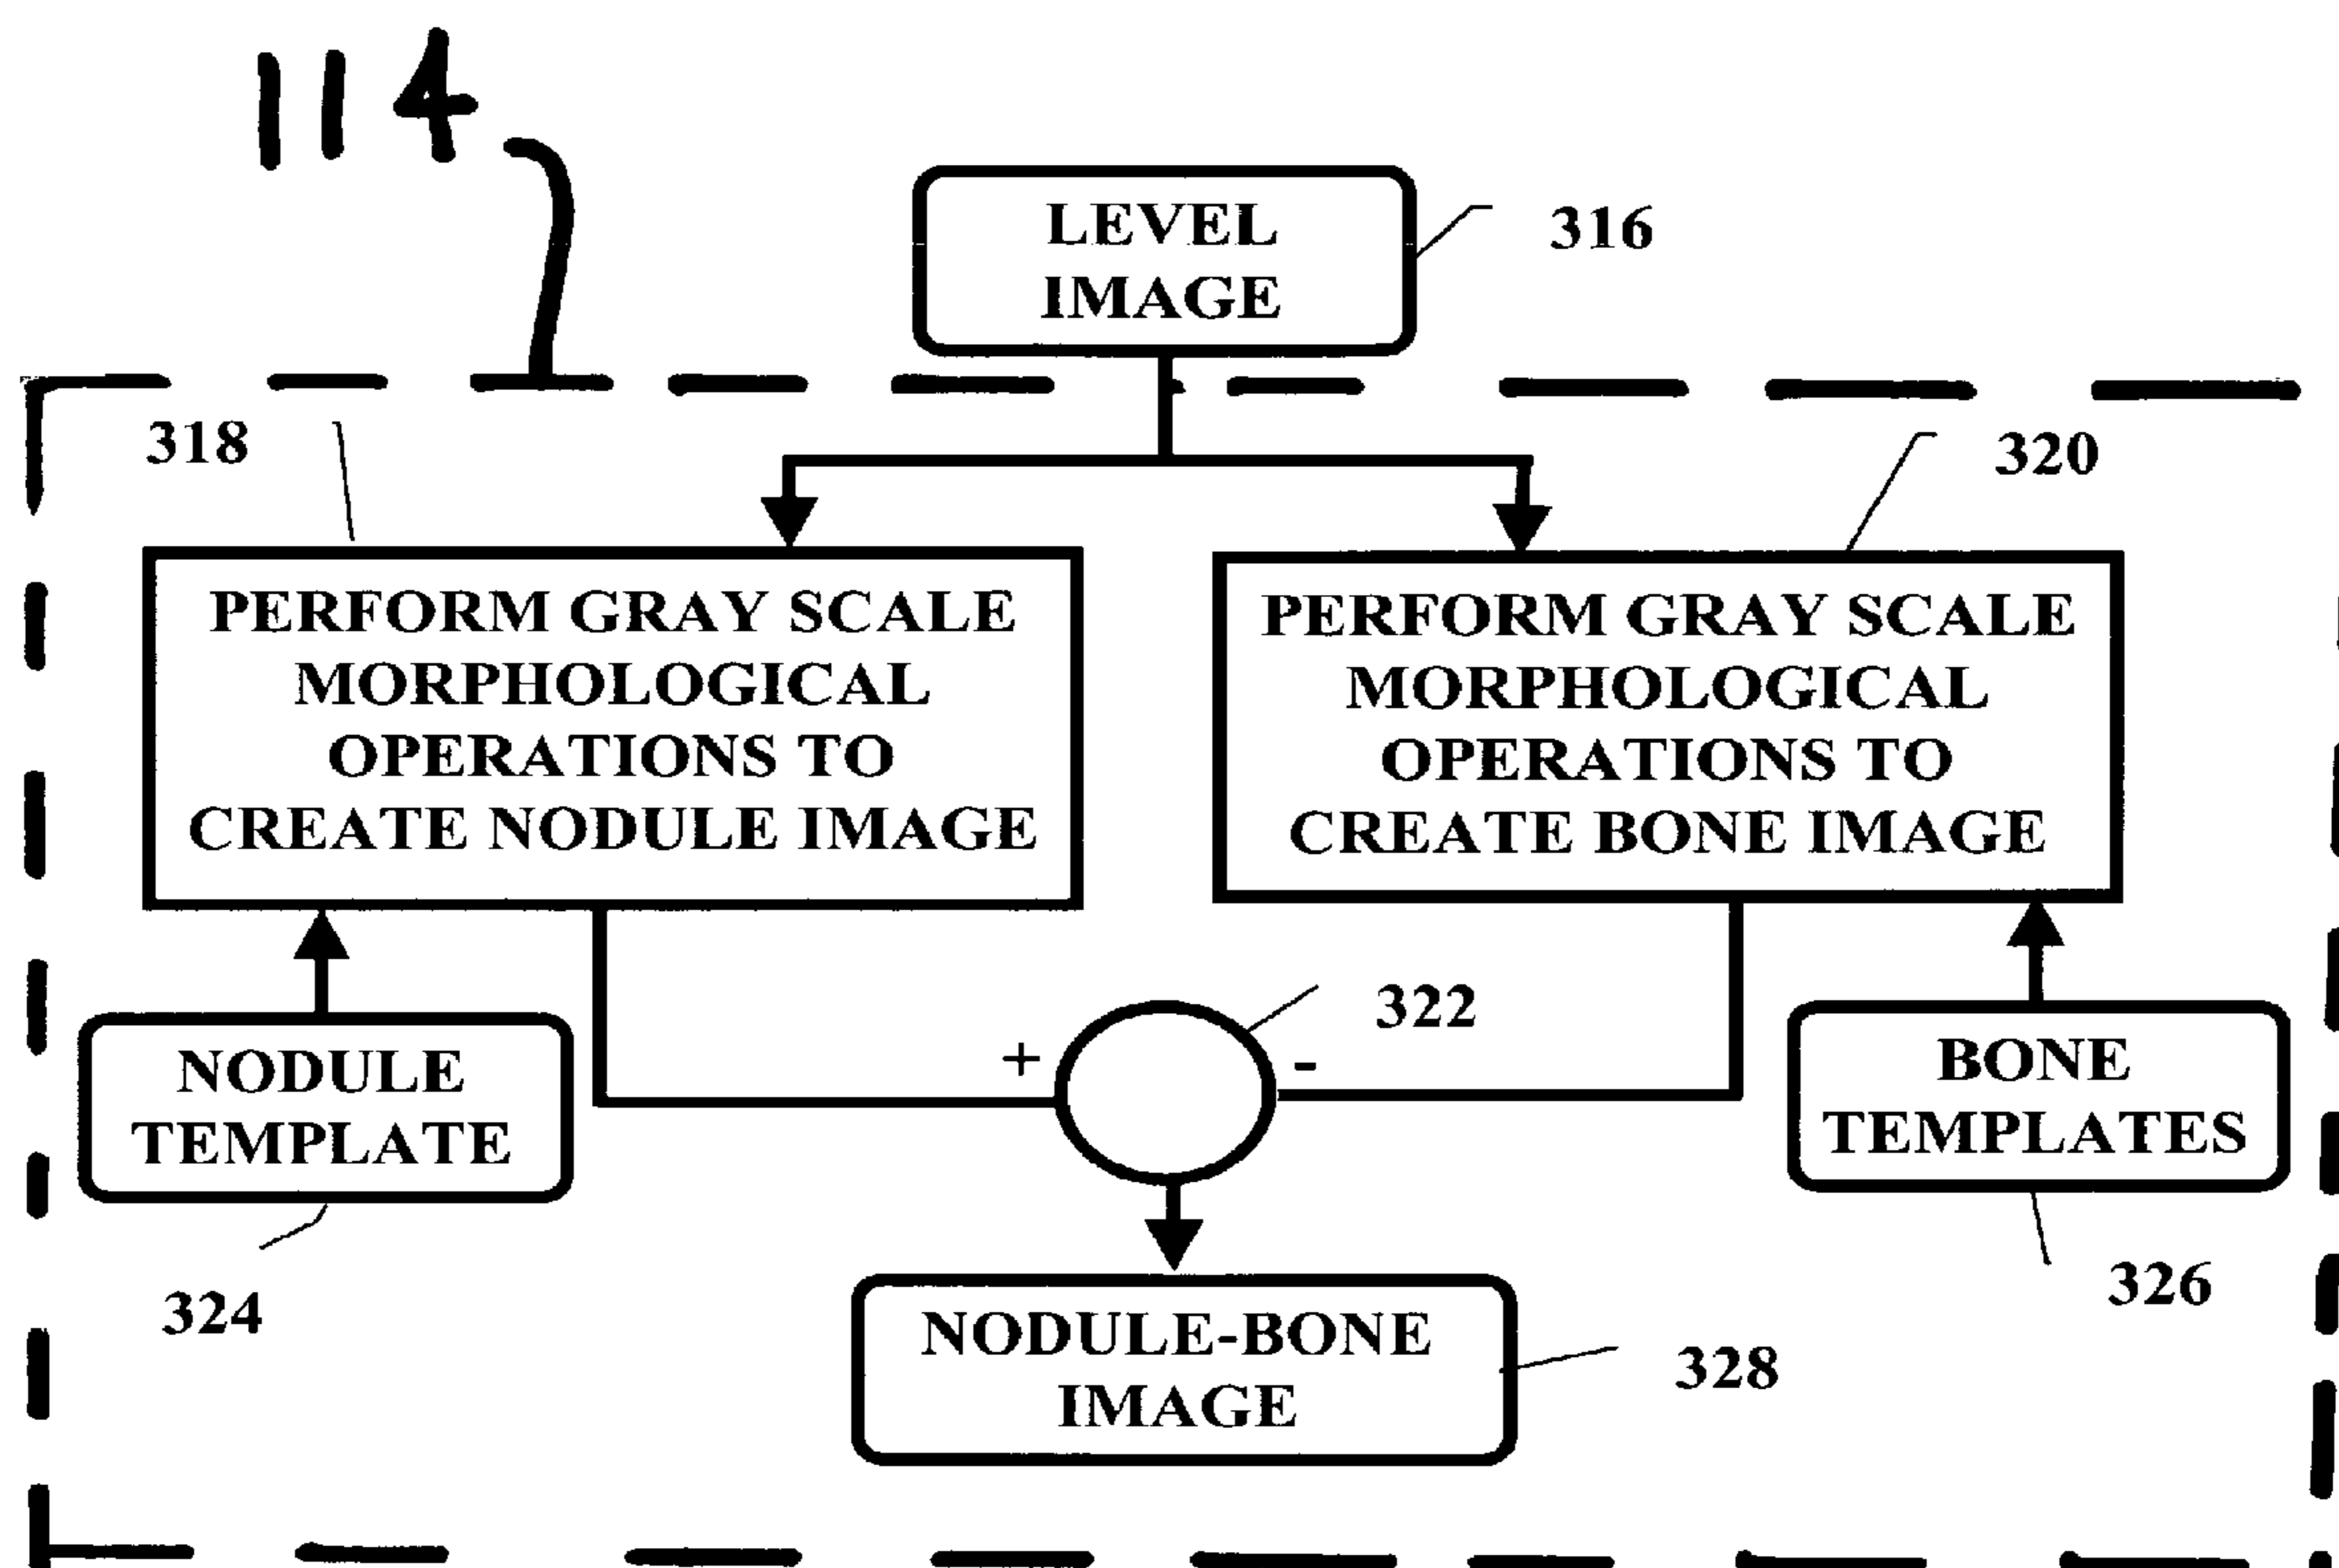 114
LEVEL
IMAGE
316
318
320
PERFORM GRAY SCALE
MORPHOLOGICAL
OPERATIONS TO
CREATE NODULE IMAGE
PERFORM GRAY SCALE
MORPHOLOGICAL
OPERATIONS TO
CREATE BONE IMAGE
322
+
-
NODULE
TEMPLATE
BONE
TEMPLATES
324
326
NODULE-BONE
IMAGE
328